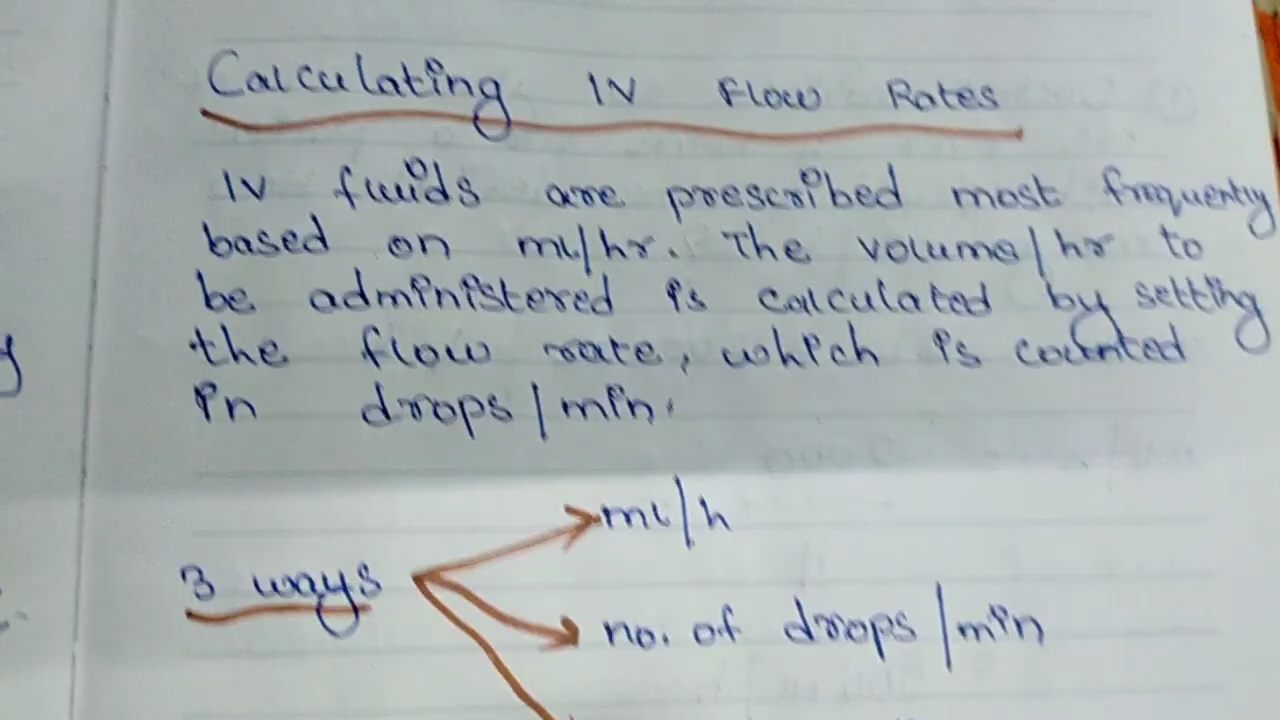 Calculating IV Flow Rates
IV fluids are prescribed most frequently
based on ml/hr. The volume/hr to
be administered is calculated by setting
the flow rate, which is counted
in drops/min.
ml/h
3 ways
no. of drops/min